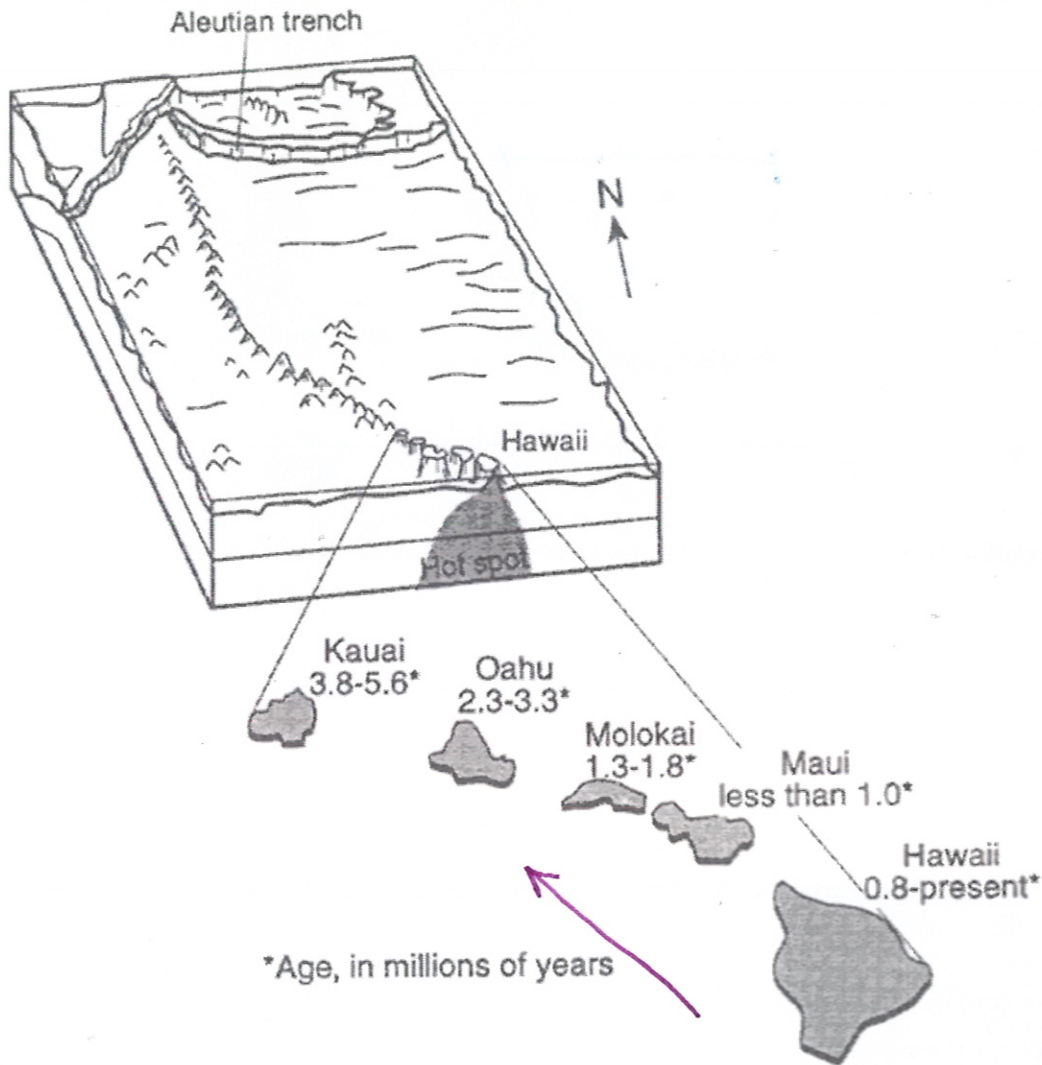 Aleutian trench
N
Hawaii
Hot spot
Kauai
3.8-5.6*
Oahu
2.3-3.3*
Molokai
1.3-1.8*
Maui
less than 1.0*
Hawaii
0.8-present*
*Age, in millions of years